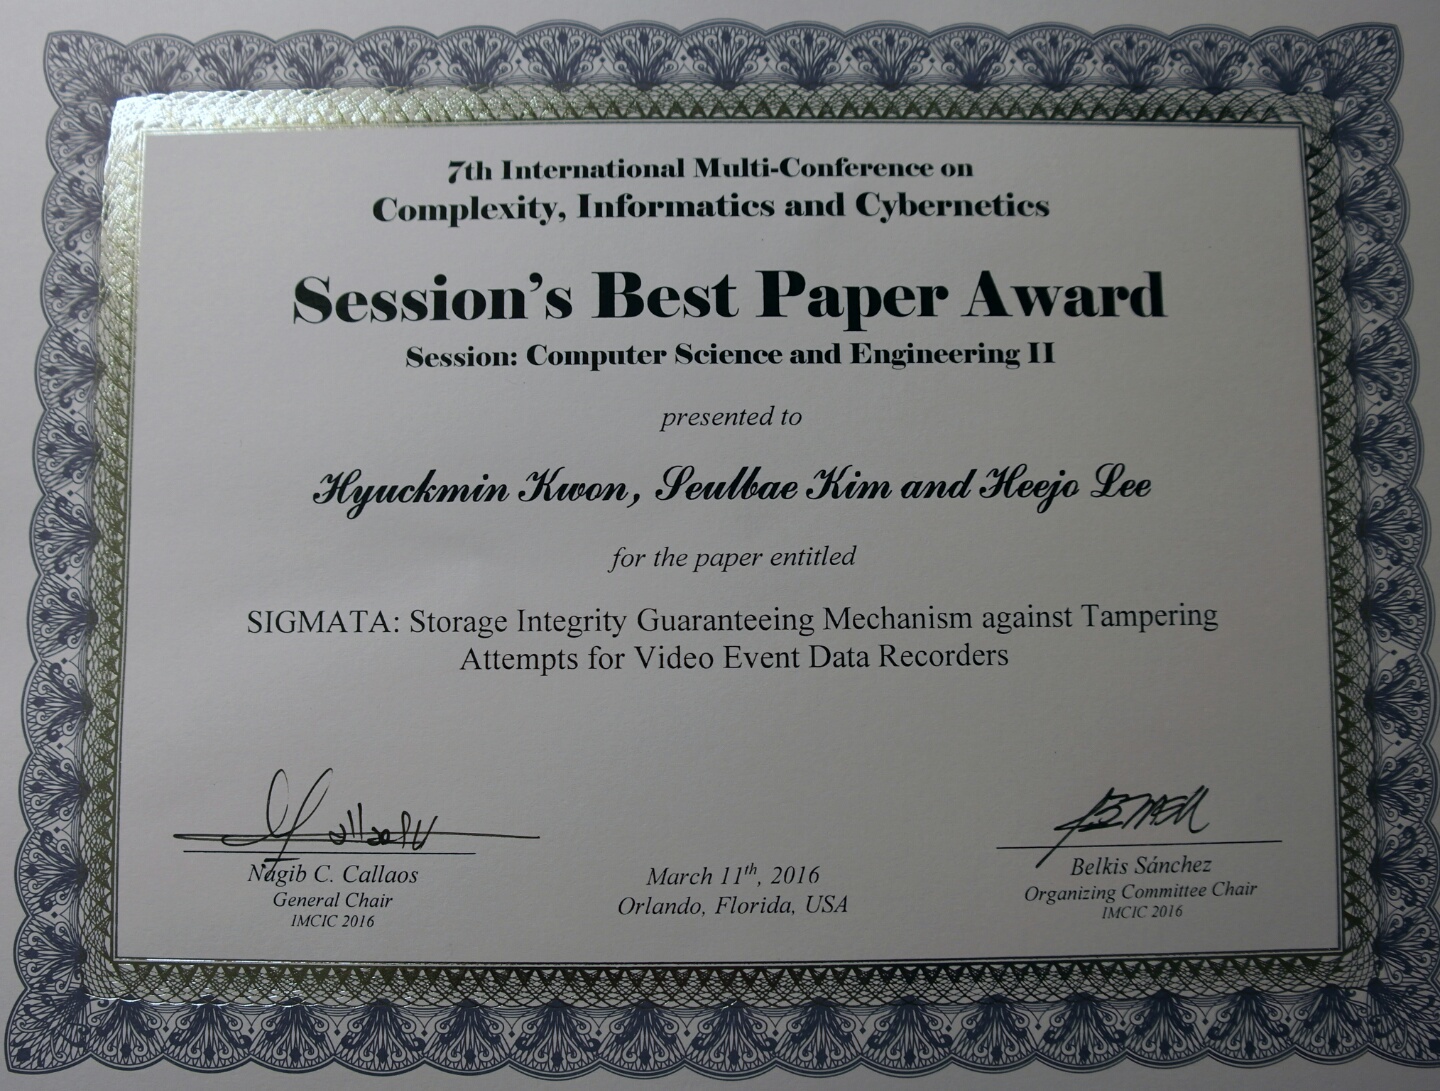 7th International Multi-Conference on
Complexity, Informatics and Cybernetics
Session's Best Paper Award
Session: Computer Science and Engineering II
presented to
Hyuckmin Kwon, Seulbae Kim and Heejo Lee
for the paper entitled
SIGMATA: Storage Integrity Guaranteeing Mechanism against Tampering
Attempts for Video Event Data Recorders
Nagib C. Callaos
General Chair
IMCIC 2016
March 11th, 2016
Orlando, Florida, USA
Belkis Sánchez
Organizing Committee Chair
IMCIC 2016